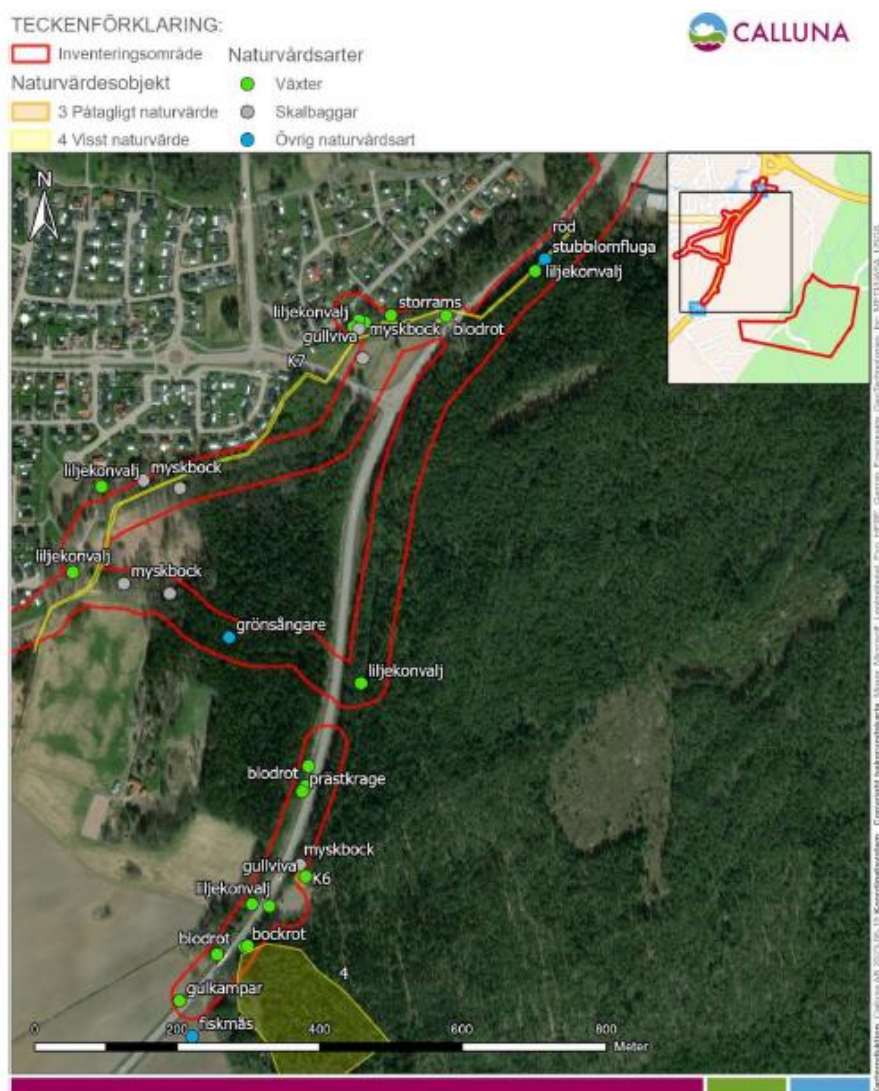 TECKENFÖRKLARING:
CALLUNA
Inventeringsområde
Naturvårdsarter
Naturvärdesobjekt
Växter
3 Påtagligt naturvärde
Skalbaggar
4 Visst naturvärde
Övrig naturvårdsart
N
röd
stubblomfluga
liljekonvalj
storrams
liljekonvalj
myskbock
blodrot
gullviva
K7
liljekonvalj
myskbock
liljekonvalj
myskbock
grönsångare
liljekonvalj
blodrot
prästkrage
myskbock
gullviva
K6
liljekonvalj
blodrot
bockrot
4
gulkämpar
fiskmås
0
200
400
600
800
Meter